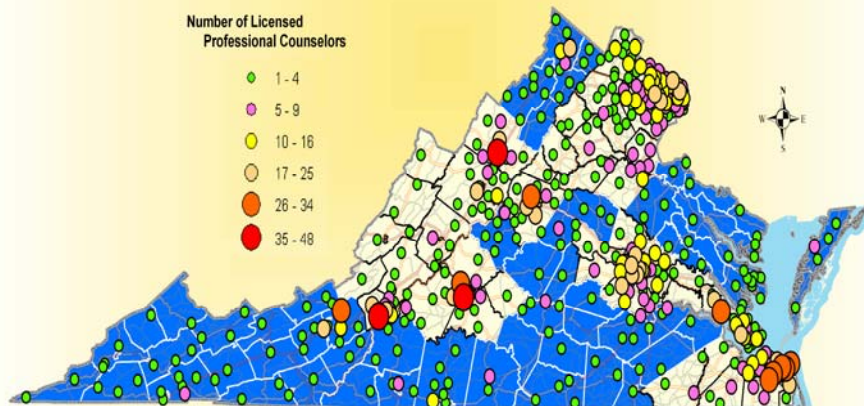 Number of Licensed
Professional Counselors
1 - 4
5 - 9
10 - 16
17 - 25
26 - 34
35 - 48
N
W E
S